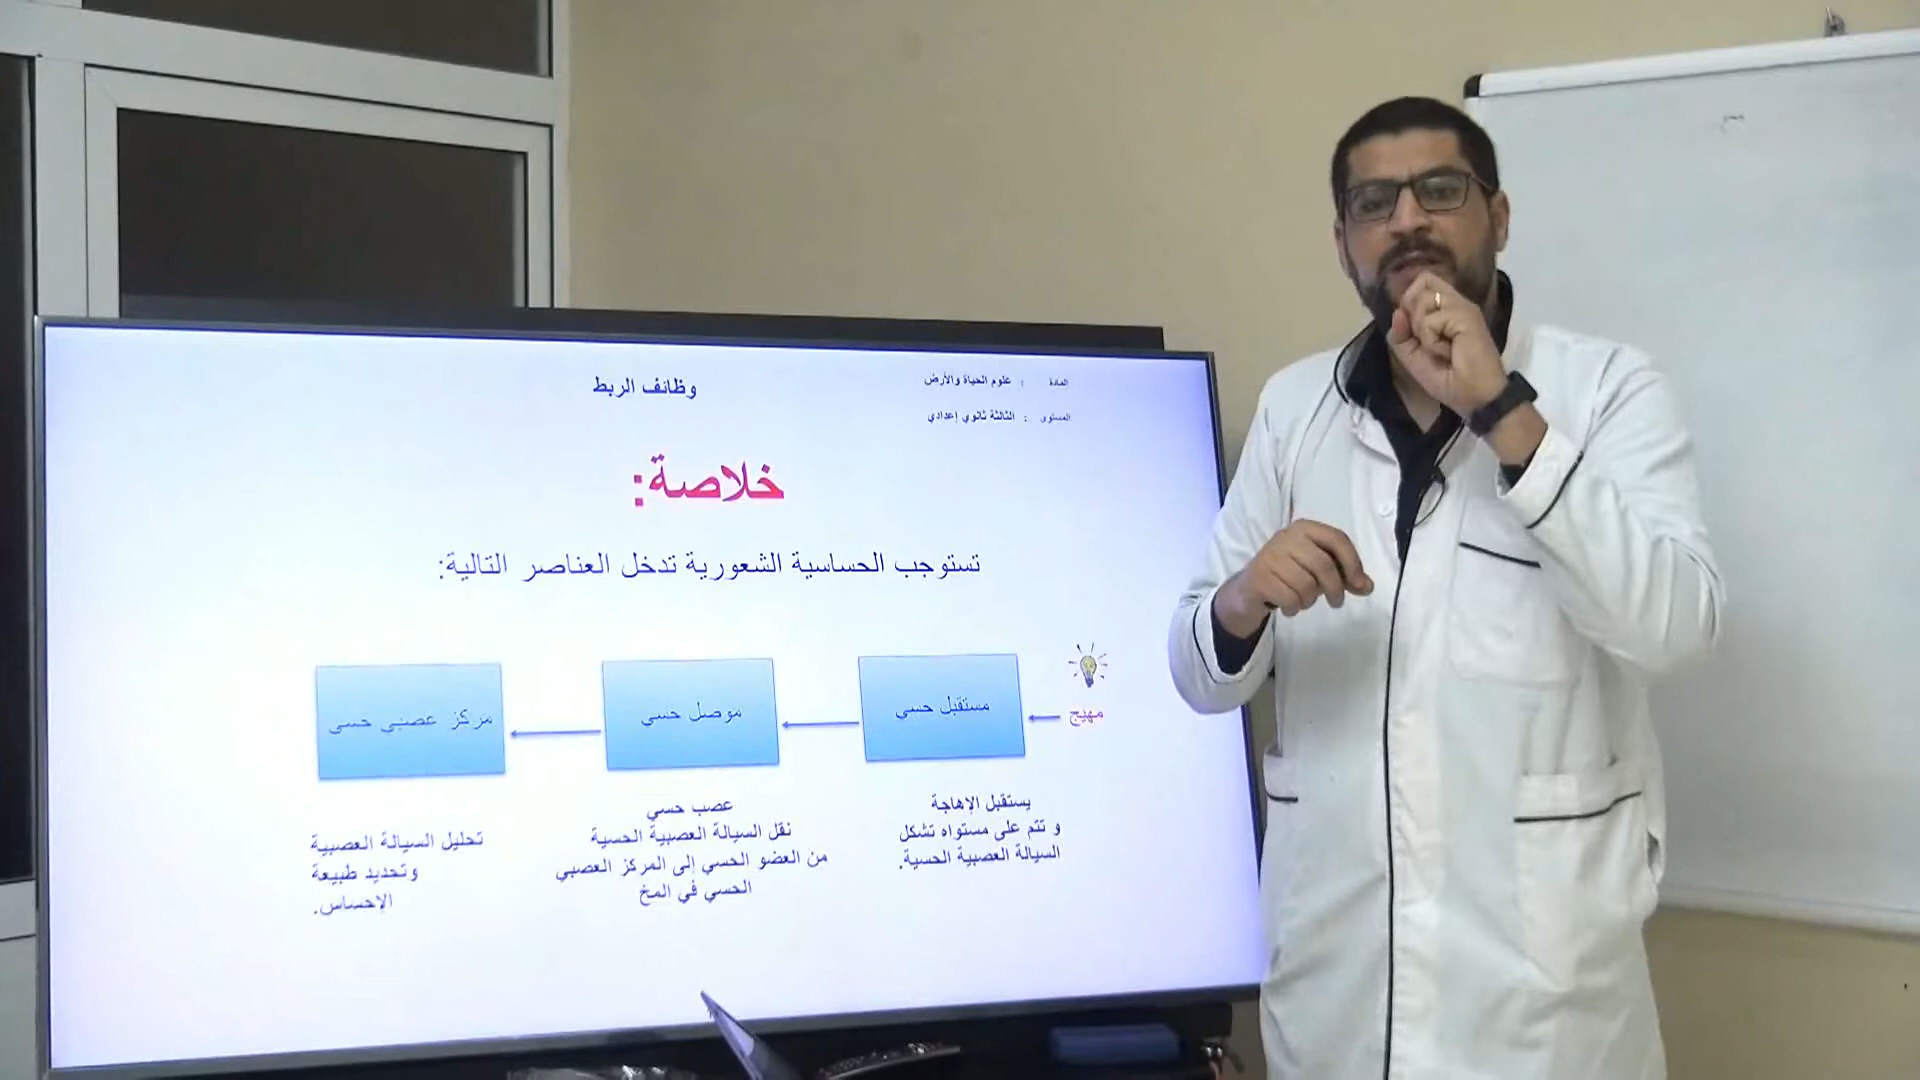 المادة : علوم الحياة والأرض
وظائف الربط
المستوى : الثالثة ثانوي إعدادي
خلاصة:
تستوجب الحساسية الشعورية تدخل العناصر التالية:
مهيج
مستقبل حسي
موصل حسي
مركز عصبي حسي
يستقبل الإهاجة
و تتم على مستواه تشكل
السيالة العصبية الحسية.
عصب حسي
نقل السيالة العصبية الحسية
من العضو الحسي إلى المركز العصبي
الحسي في المخ
تحليل السيالة العصبية
وتحديد طبيعة
الإحساس.